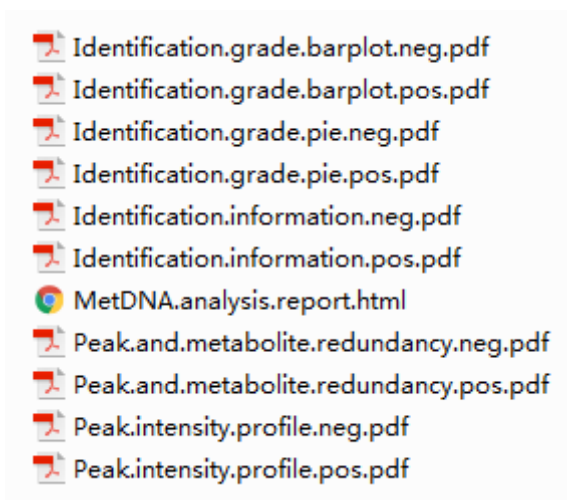 Identification.grade.barplot.neg.pdf
Identification.grade.barplot.pos.pdf
Identification.grade.pie.neg.pdf
Identification.grade.pie.pos.pdf
Identification.information.neg.pdf
Identification.information.pos.pdf
MetDNA.analysis.report.html
Peak.and.metabolite.redundancy.neg.pdf
Peak.and.metabolite.redundancy.pos.pdf
Peak.intensity.profile.neg.pdf
Peak.intensity.profile.pos.pdf